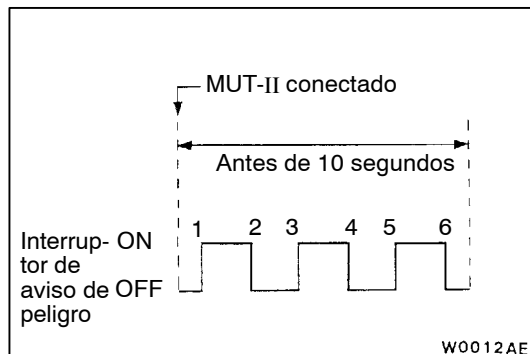 MUT-II conectado
Antes de 10 segundos
1 2 3 4 5 6
Interrup- ON
tor de
aviso de OFF
peligro
W0012AE